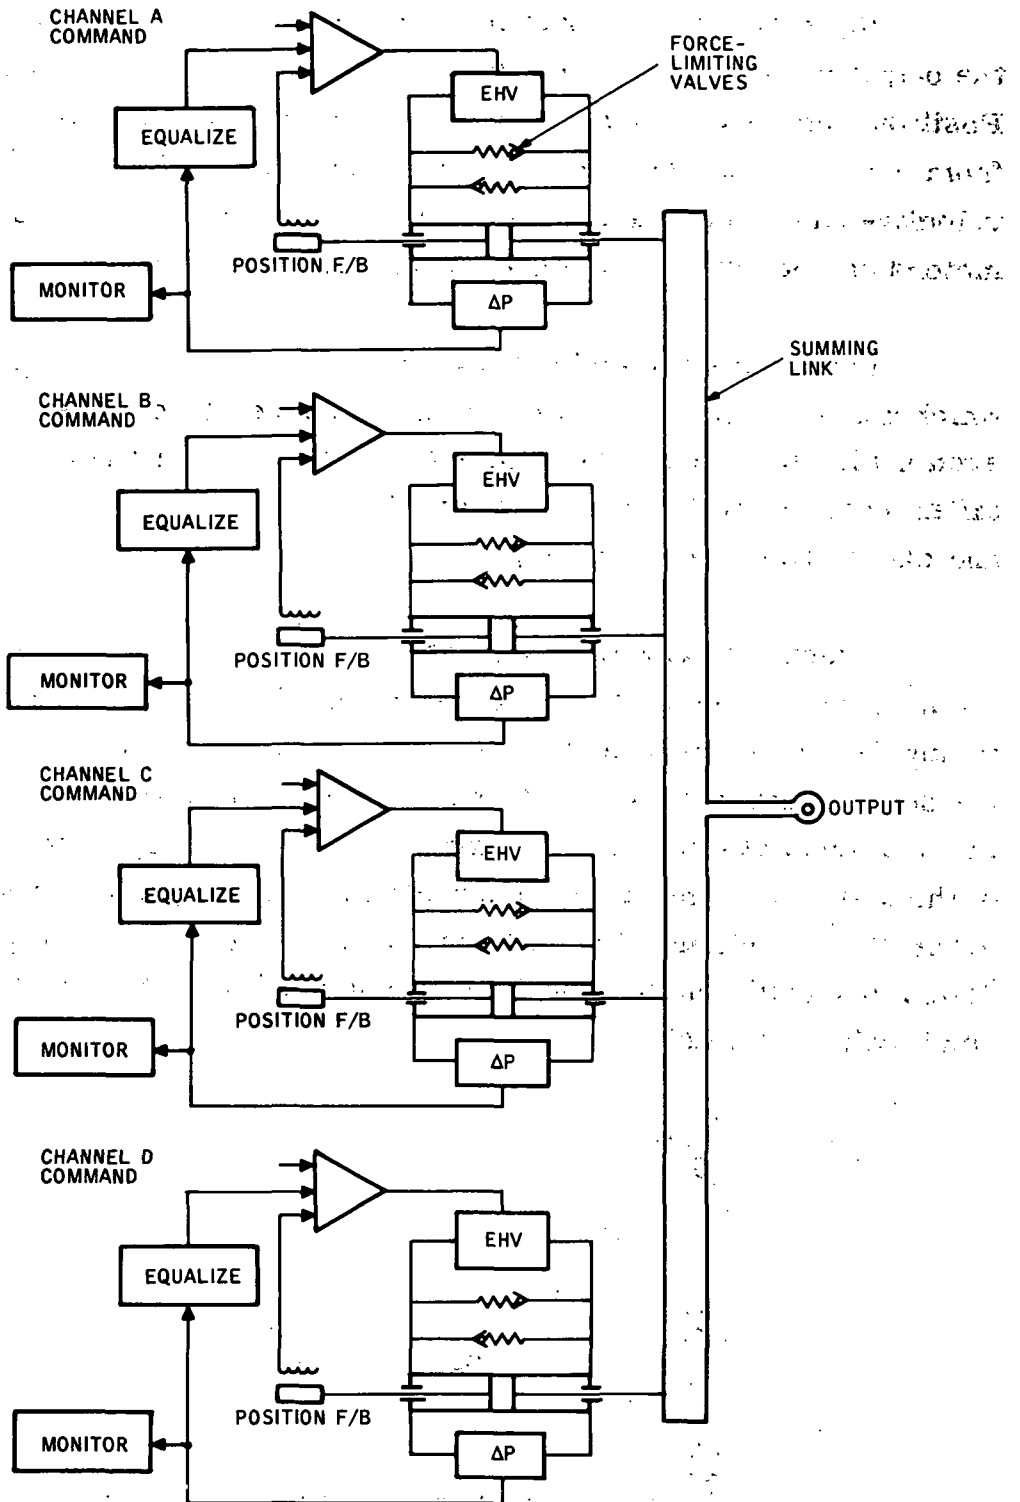 CHANNEL A
COMMAND
FORCE-
LIMITING
VALVES
EHV
EQUALIZE
POSITION F/B
MONITOR
ΔP
SUMMING
LINK
CHANNEL B
COMMAND
EHV
EQUALIZE
POSITION F/B
MONITOR
ΔP
CHANNEL C
COMMAND
OUTPUT
EHV
EQUALIZE
POSITION F/B
MONITOR
ΔP
CHANNEL D
COMMAND
EHV
EQUALIZE
POSITION F/B
MONITOR
ΔP